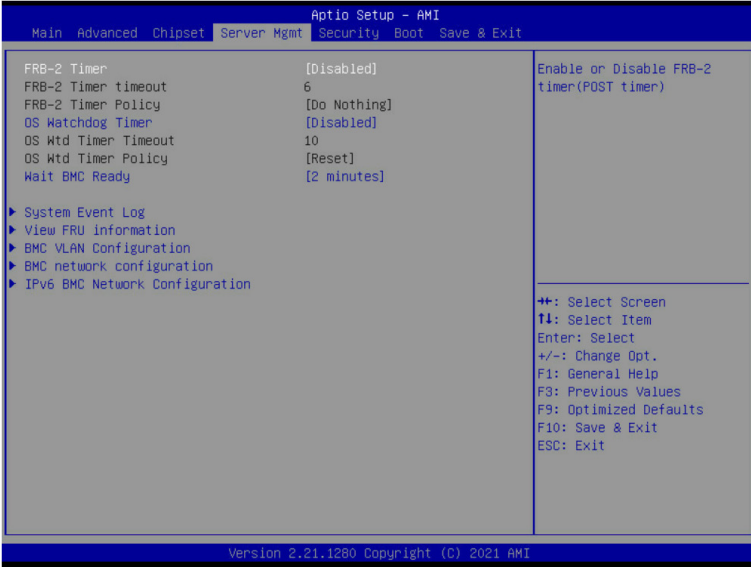 Aptio Setup – AMI
Main Advanced Chipset Server Mgmt Security Boot Save & Exit
FRB-2 Timer [Disabled]
FRB-2 Timer timeout 6
FRB-2 Timer Policy [Do Nothing]
OS Watchdog Timer [Disabled]
OS Wtd Timer Timeout 10
OS Wtd Timer Policy [Reset]
Wait BMC Ready [2 minutes]
System Event Log
View FRU information
BMC VLAN Configuration
BMC network configuration
IPv6 BMC Network Configuration
Enable or Disable FRB-2
timer(POST timer)
→←: Select Screen
↑↓: Select Item
Enter: Select
+/-: Change Opt.
F1: General Help
F3: Previous Values
F9: Optimized Defaults
F10: Save & Exit
ESC: Exit
Version 2.21.1280 Copyright (C) 2021 AMI